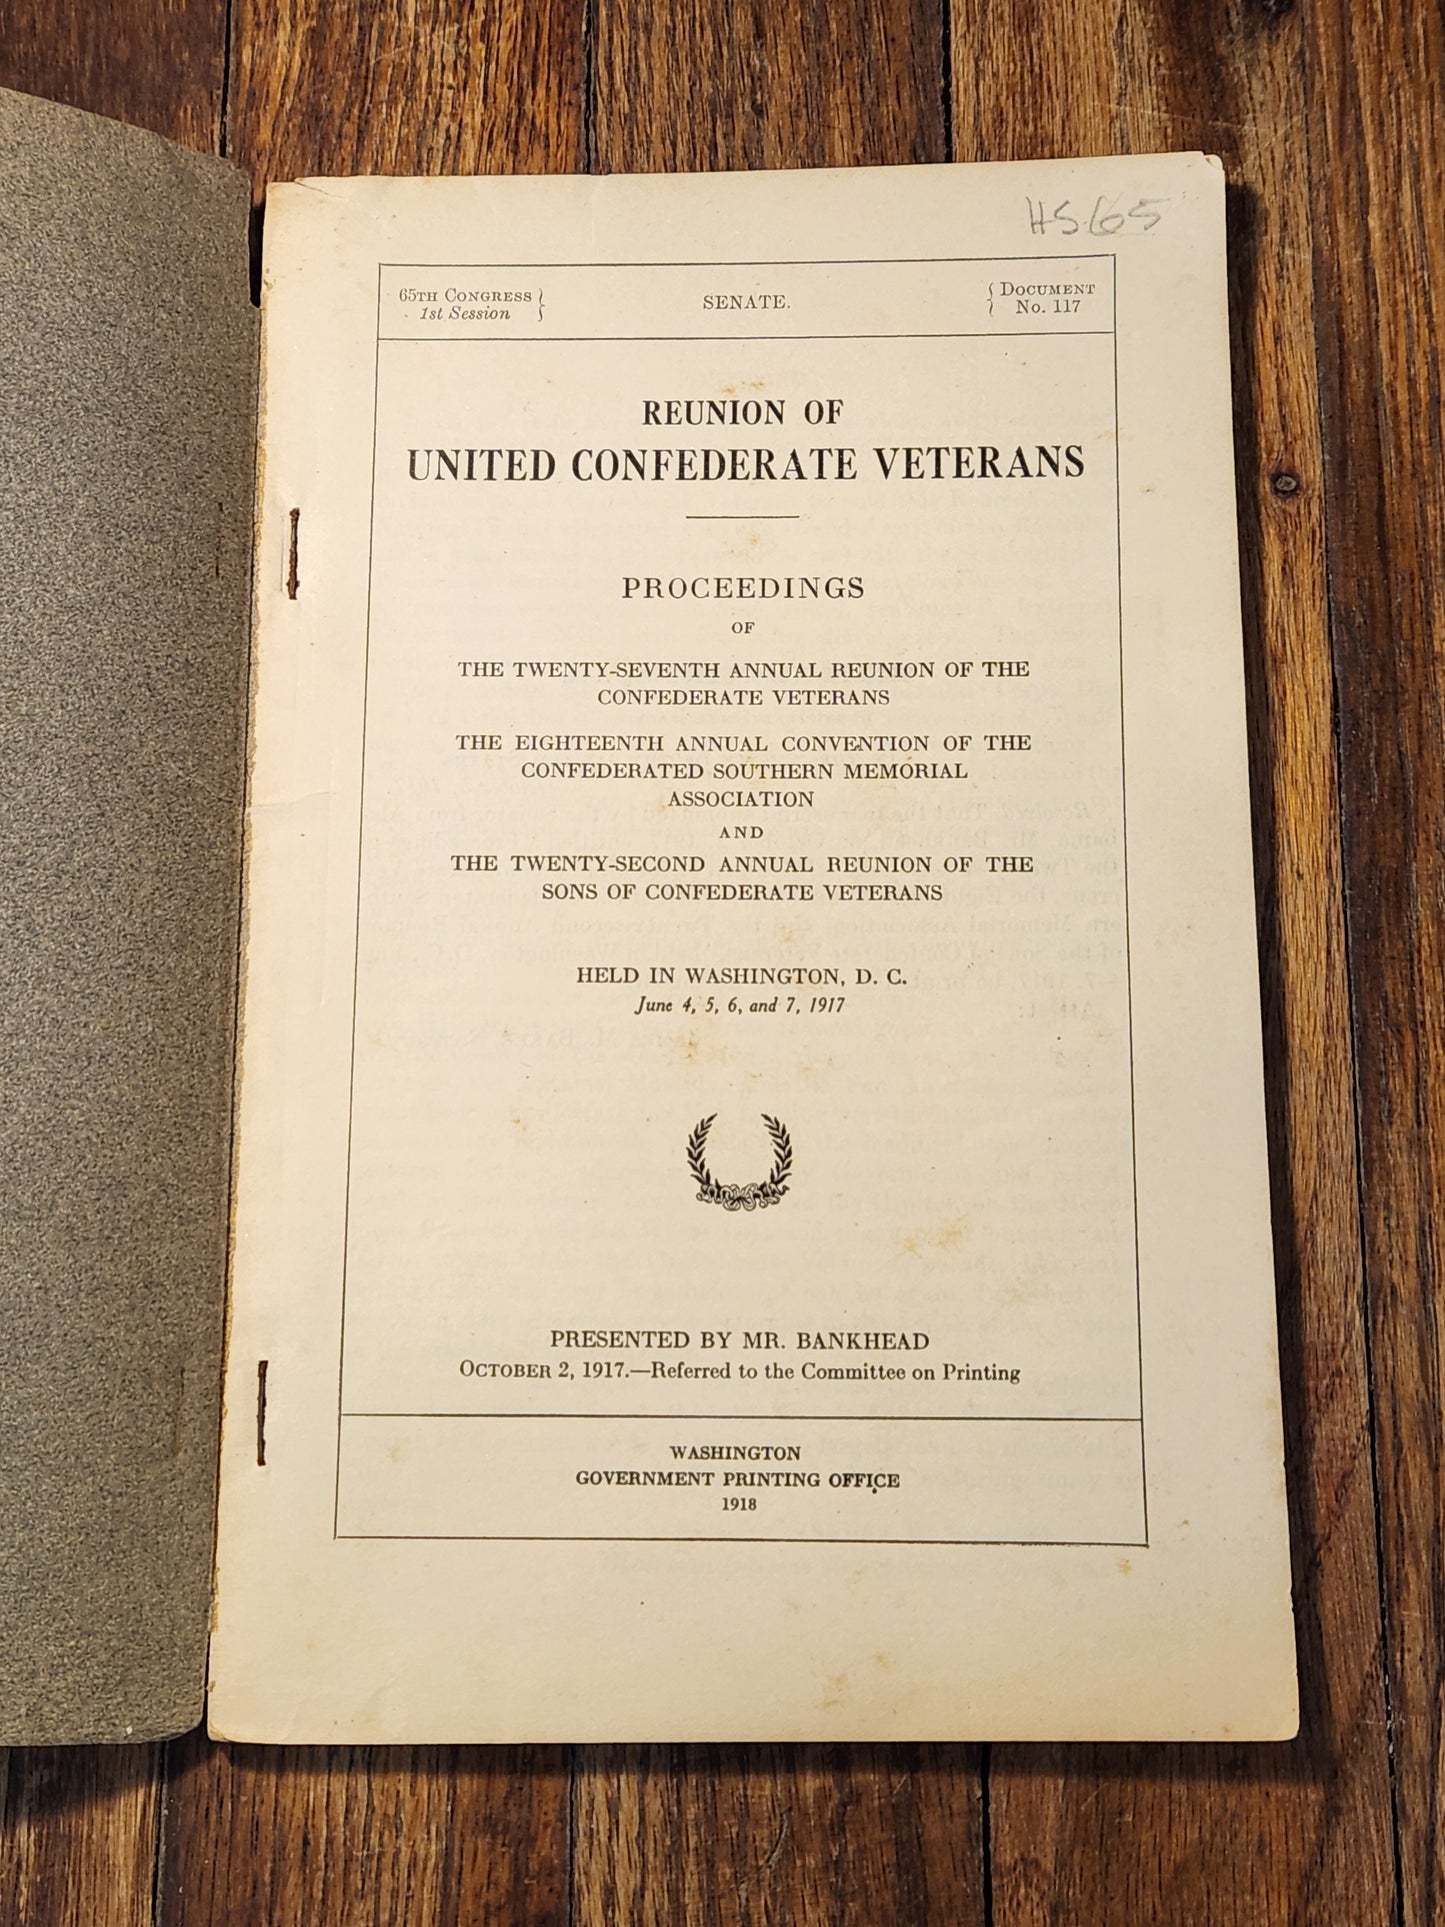 HS65
65TH CONGRESS
1st Session
SENATE.
DOCUMENT
No. 117
REUNION OF
UNITED CONFEDERATE VETERANS
PROCEEDINGS
OF
THE TWENTY-SEVENTH ANNUAL REUNION OF THE
CONFEDERATE VETERANS
THE EIGHTEENTH ANNUAL CONVENTION OF THE
CONFEDERATED SOUTHERN MEMORIAL
ASSOCIATION
AND
THE TWENTY-SECOND ANNUAL REUNION OF THE
SONS OF CONFEDERATE VETERANS
HELD IN WASHINGTON, D. C.
June 4, 5, 6, and 7, 1917
PRESENTED BY MR. BANKHEAD
OCTOBER 2, 1917.—Referred to the Committee on Printing
WASHINGTON
GOVERNMENT PRINTING OFFICE
1918